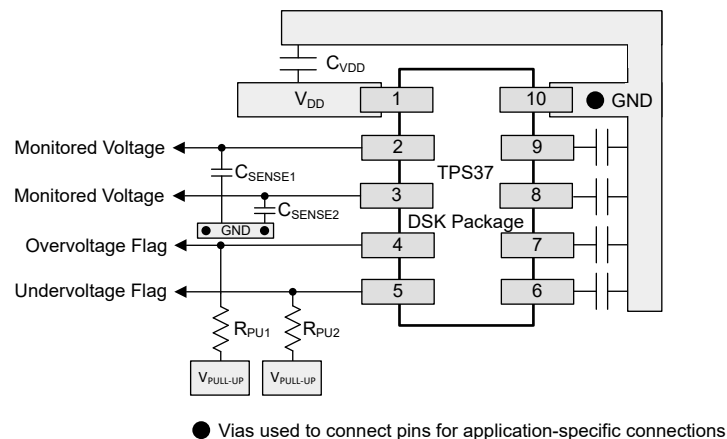 C_VDD
V_DD
1
10
GND
Monitored Voltage
2
9
C_SENSE1
TPS37
Monitored Voltage
3
8
C_SENSE2
DSK Package
GND
Overvoltage Flag
4
7
Undervoltage Flag
5
6
R_PU1
R_PU2
V_PULL-UP
V_PULL-UP
Vias used to connect pins for application-specific connections